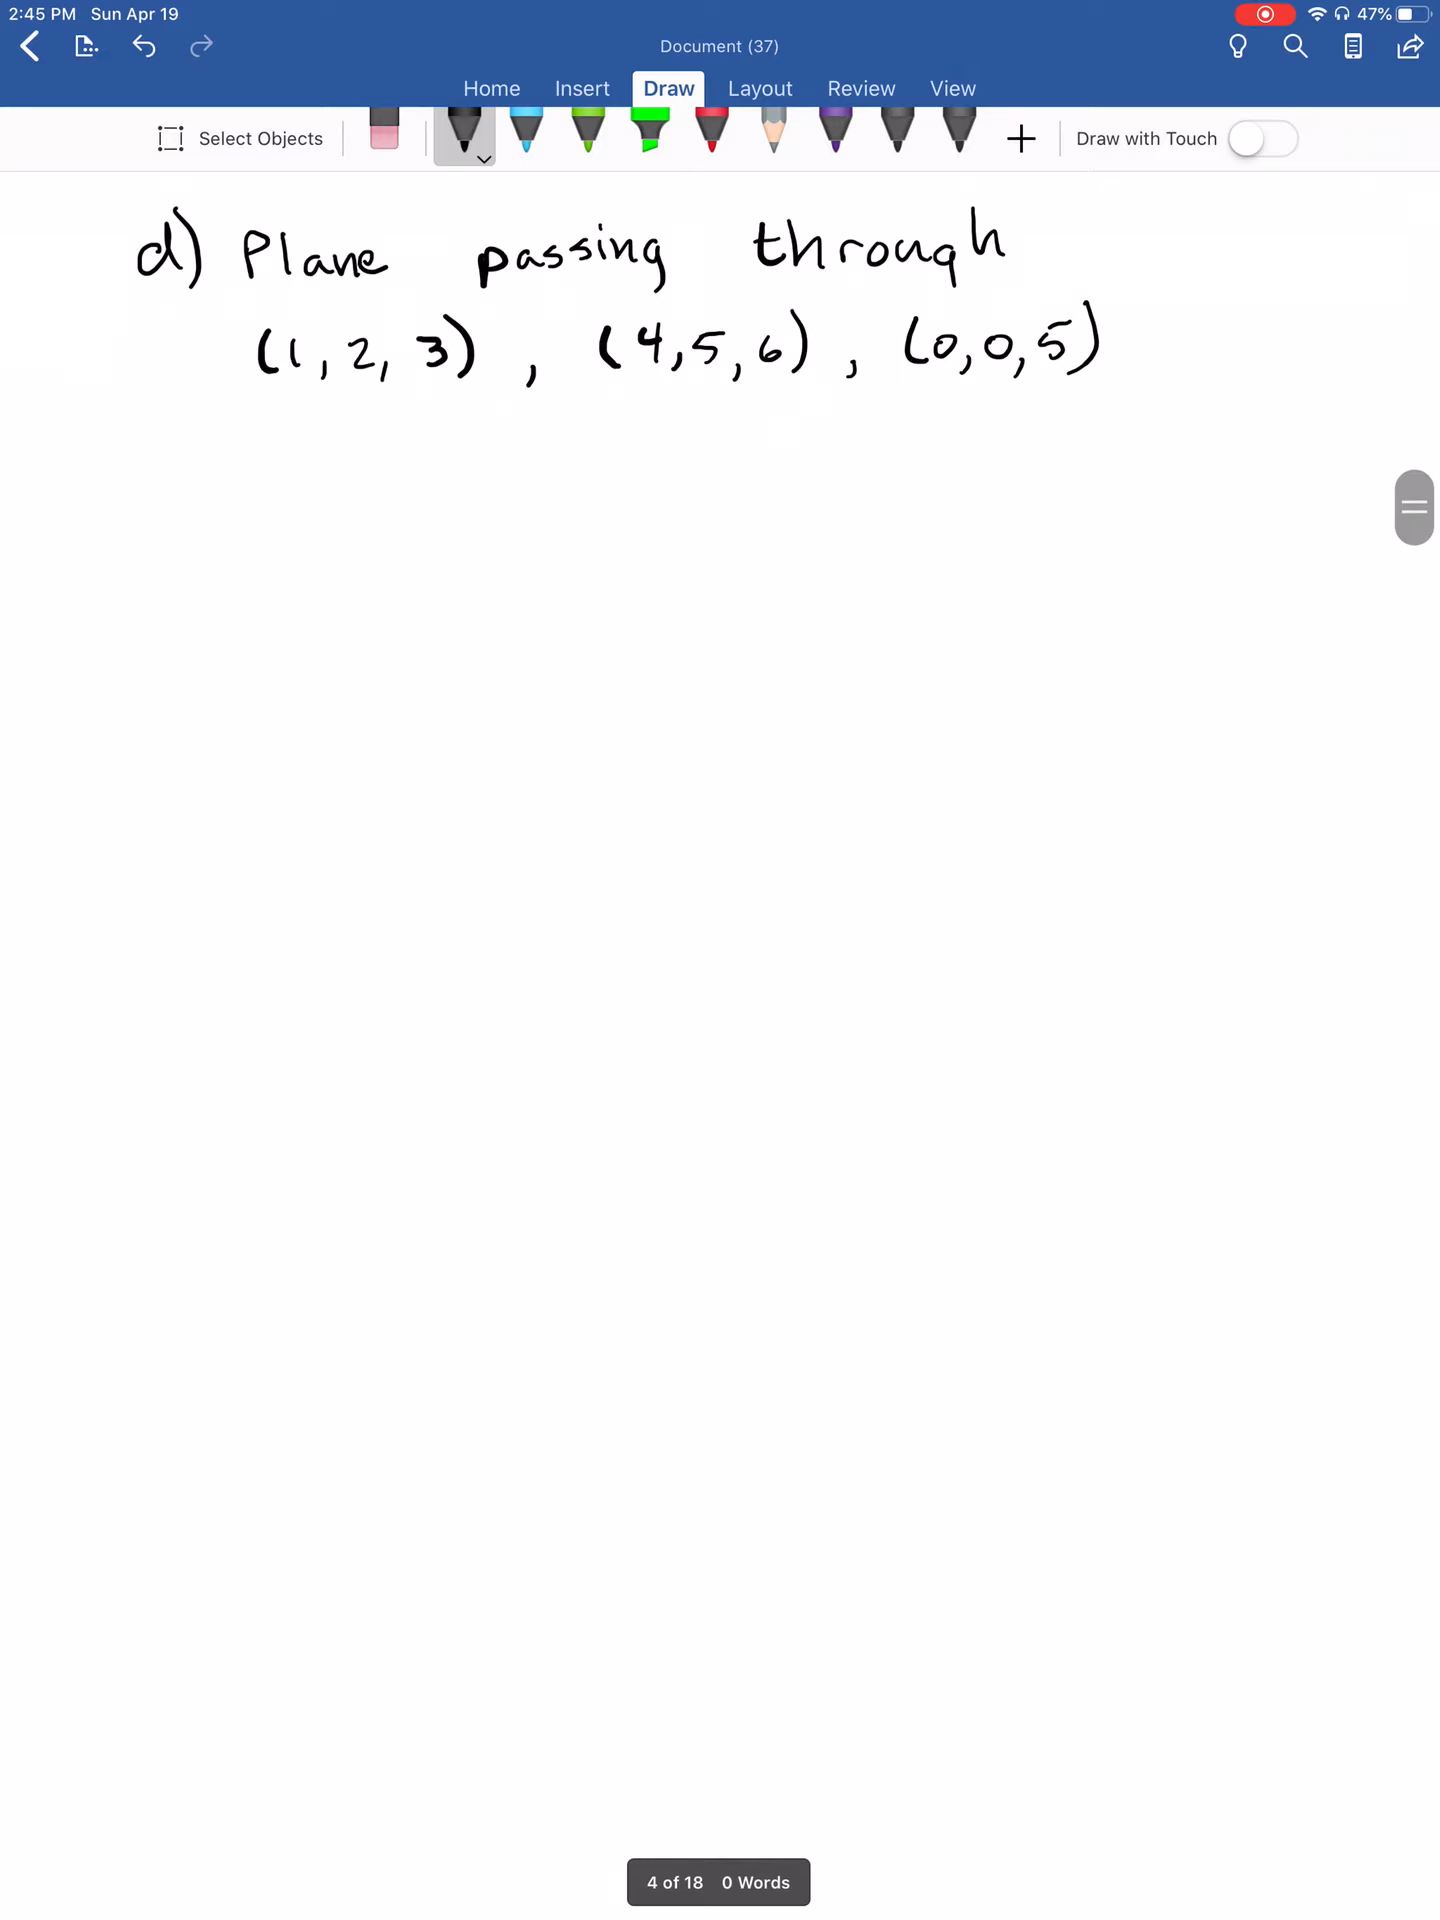 2:45 PM Sun Apr 19
47%
Document (37)
Home Insert Draw Layout Review View
Select Objects
Draw with Touch
d) Plane passing through
(1, 2, 3) , (4,5,6) , (0,0,5)
4 of 18 0 Words